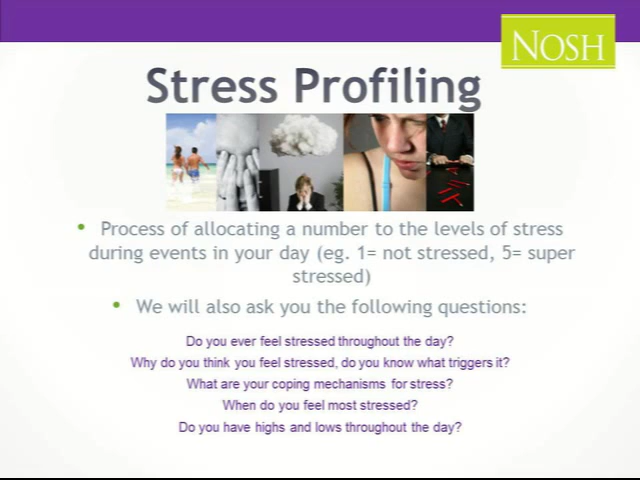 NOSH
Stress Profiling
• Process of allocating a number to the levels of stress
during events in your day (eg. 1= not stressed, 5= super
stressed)
• We will also ask you the following questions:
Do you ever feel stressed throughout the day?
Why do you think you feel stressed, do you know what triggers it?
What are your coping mechanisms for stress?
When do you feel most stressed?
Do you have highs and lows throughout the day?